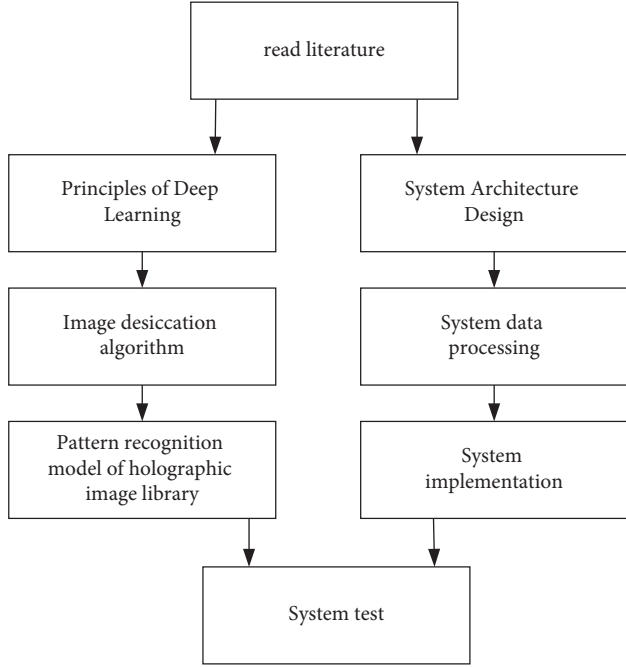 read literature
Principles of Deep
Learning
System Architecture
Design
Image desiccation
algorithm
System data
processing
Pattern recognition
model of holographic
image library
System
implementation
System test